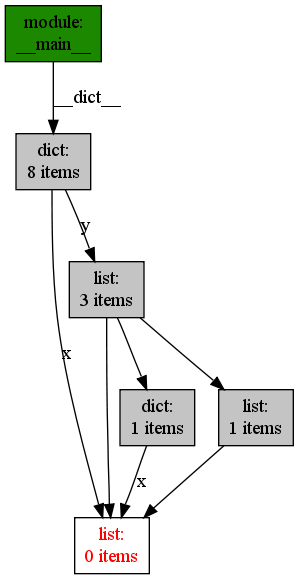 module:
__main__
__dict__
dict:
8 items
y
list:
3 items
x
dict:
1 items
list:
1 items
x
list:
0 items